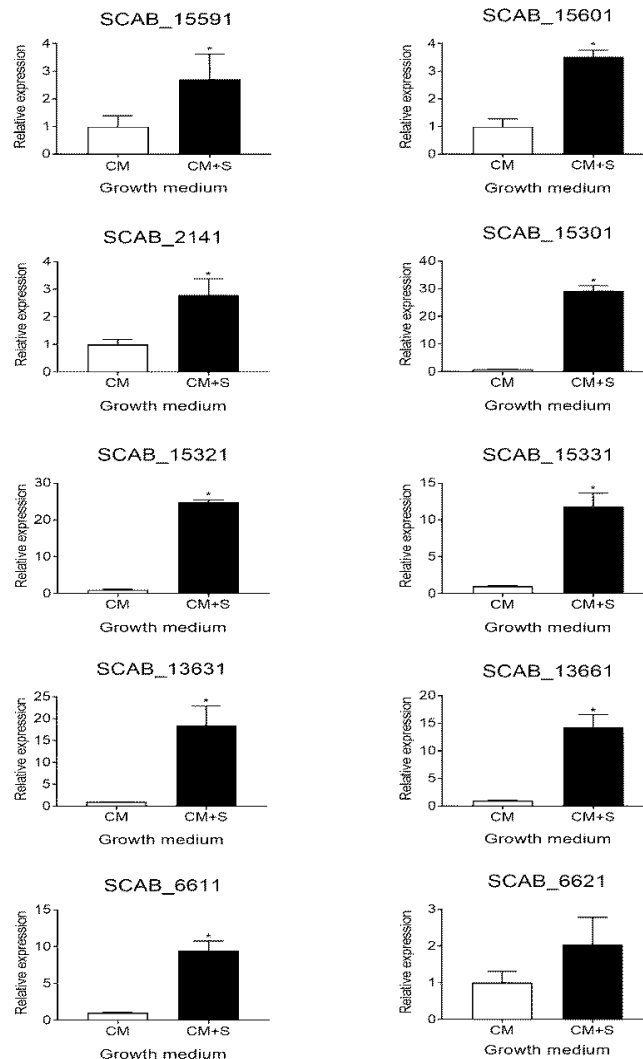 SCAB_15591
Relative expression
4
3
2
1
0
*
CM
CM+S
Growth medium
SCAB_15601
Relative expression
4
3
2
1
0
*
CM
CM+S
Growth medium
SCAB_2141
Relative expression
4
3
2
1
0
*
CM
CM+S
Growth medium
SCAB_15301
Relative expression
40
30
20
10
0
*
CM
CM+S
Growth medium
SCAB_15321
Relative expression
30
20
10
0
*
CM
CM+S
Growth medium
SCAB_15331
Relative expression
15
10
5
0
*
CM
CM+S
Growth medium
SCAB_13631
Relative expression
25
20
15
10
5
0
*
CM
CM+S
Growth medium
SCAB_13661
Relative expression
20
15
10
5
0
*
CM
CM+S
Growth medium
SCAB_6611
Relative expression
15
10
5
0
*
CM
CM+S
Growth medium
SCAB_6621
Relative expression
3
2
1
0
CM
CM+S
Growth medium